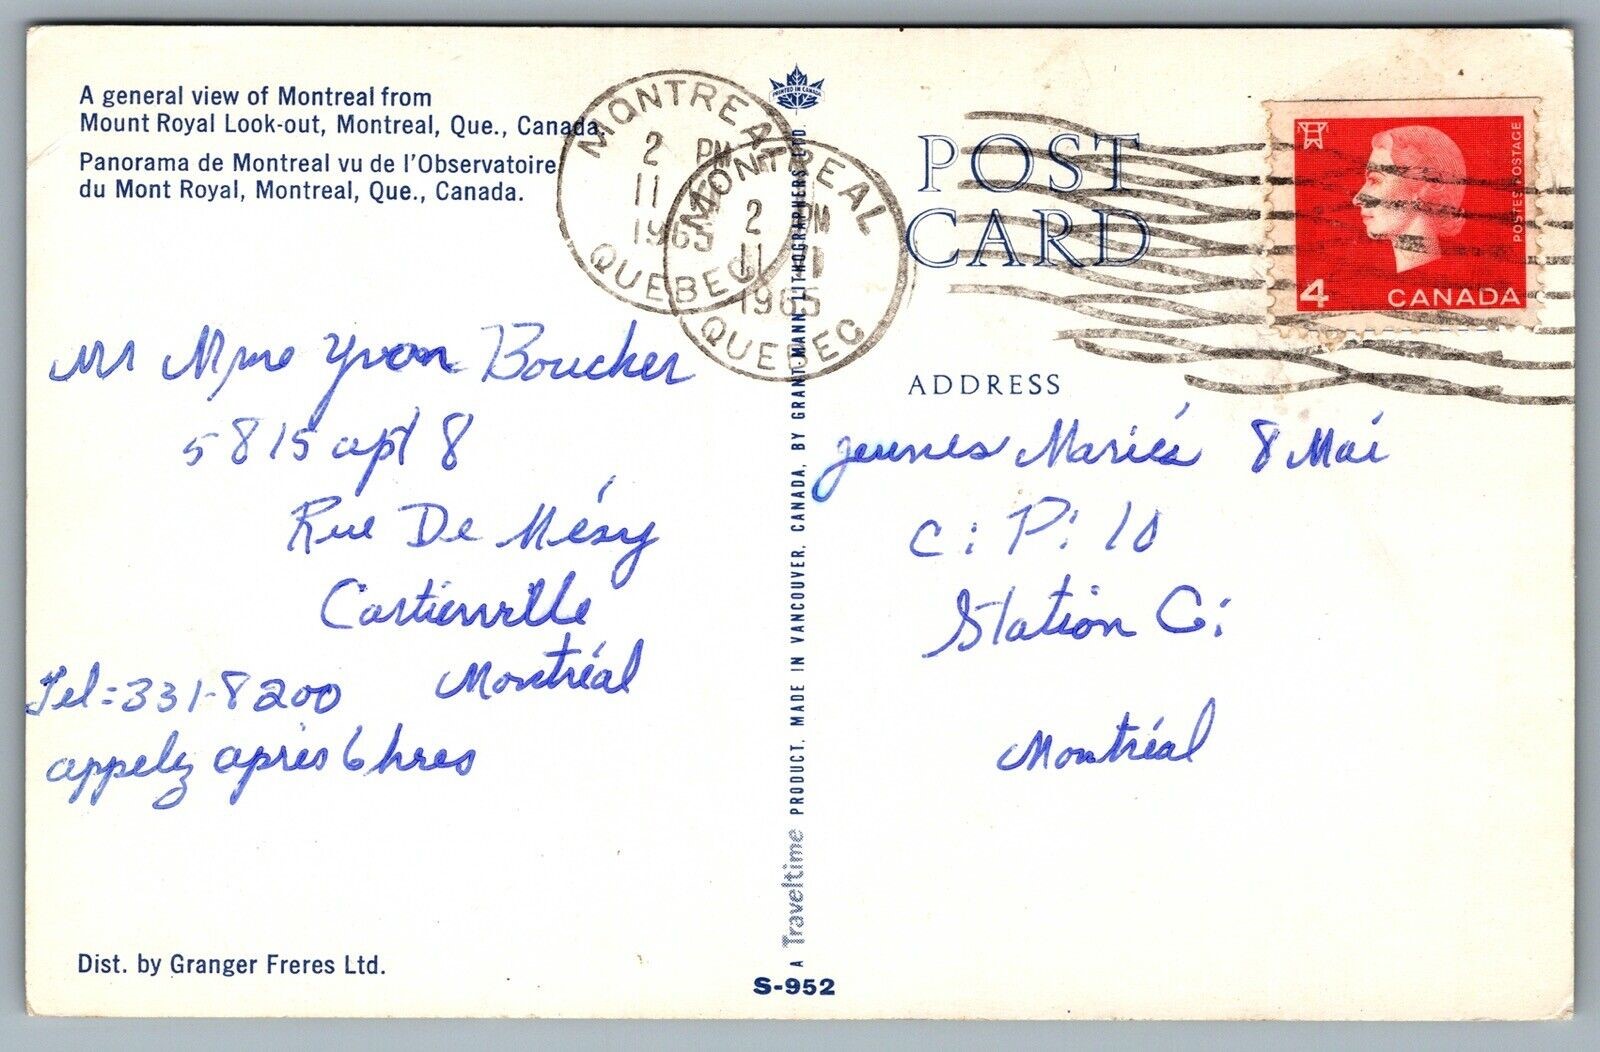 A general view of Montreal from
Mount Royal Look-out, Montreal, Que., Canada.
Panorama de Montreal vu de l'Observatoire
du Mont Royal, Montreal, Que., Canada.
Mr Mme Yvon Boucher
5815 apt 8
Rue De Mésy
Cartierville
Montréal
Tel = 331-8200
appelez après 6 hres
Dist. by Granger Freres Ltd.
PRINTED IN CANADA
A Traveltime PRODUCT, MADE IN VANCOUVER, CANADA, BY GRANT-MANN LITHOGRAPHERS LTD.
S-952
MONTREAL
2 PM
11
1965
QUEBEC
MONTREAL
2 PM
11 II
1965
QUEBEC
POST
CARD
POSTES POSTAGE
4 CANADA
ADDRESS
jeunes Mariés 8 Mai
C: P: 10
Station C:
Montréal